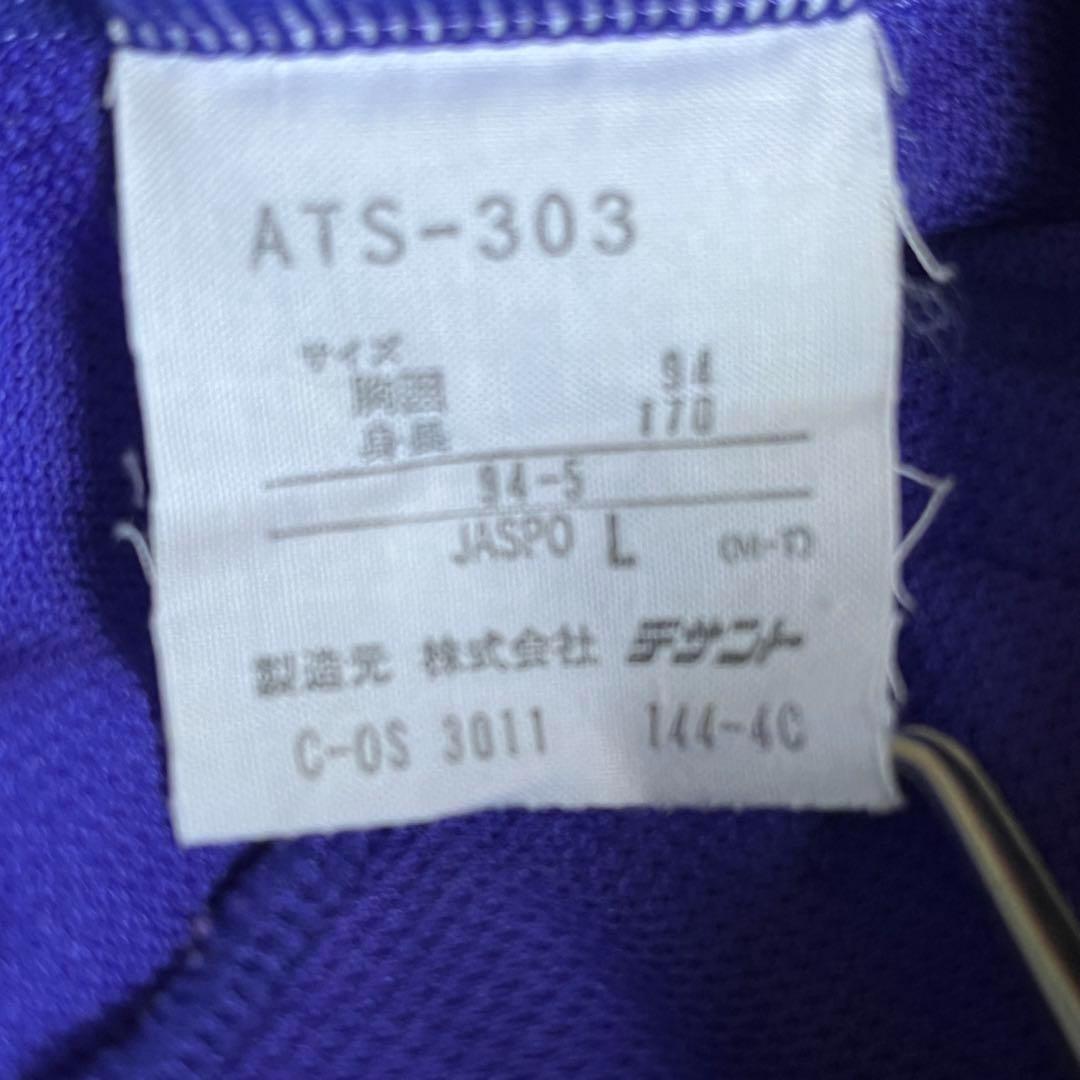 ATS-303
サイズ
胸囲 94
身長 170
94-5
JASPO L (M-Y)
製造元 株式会社 デサント
C-OS 3011 144-4C